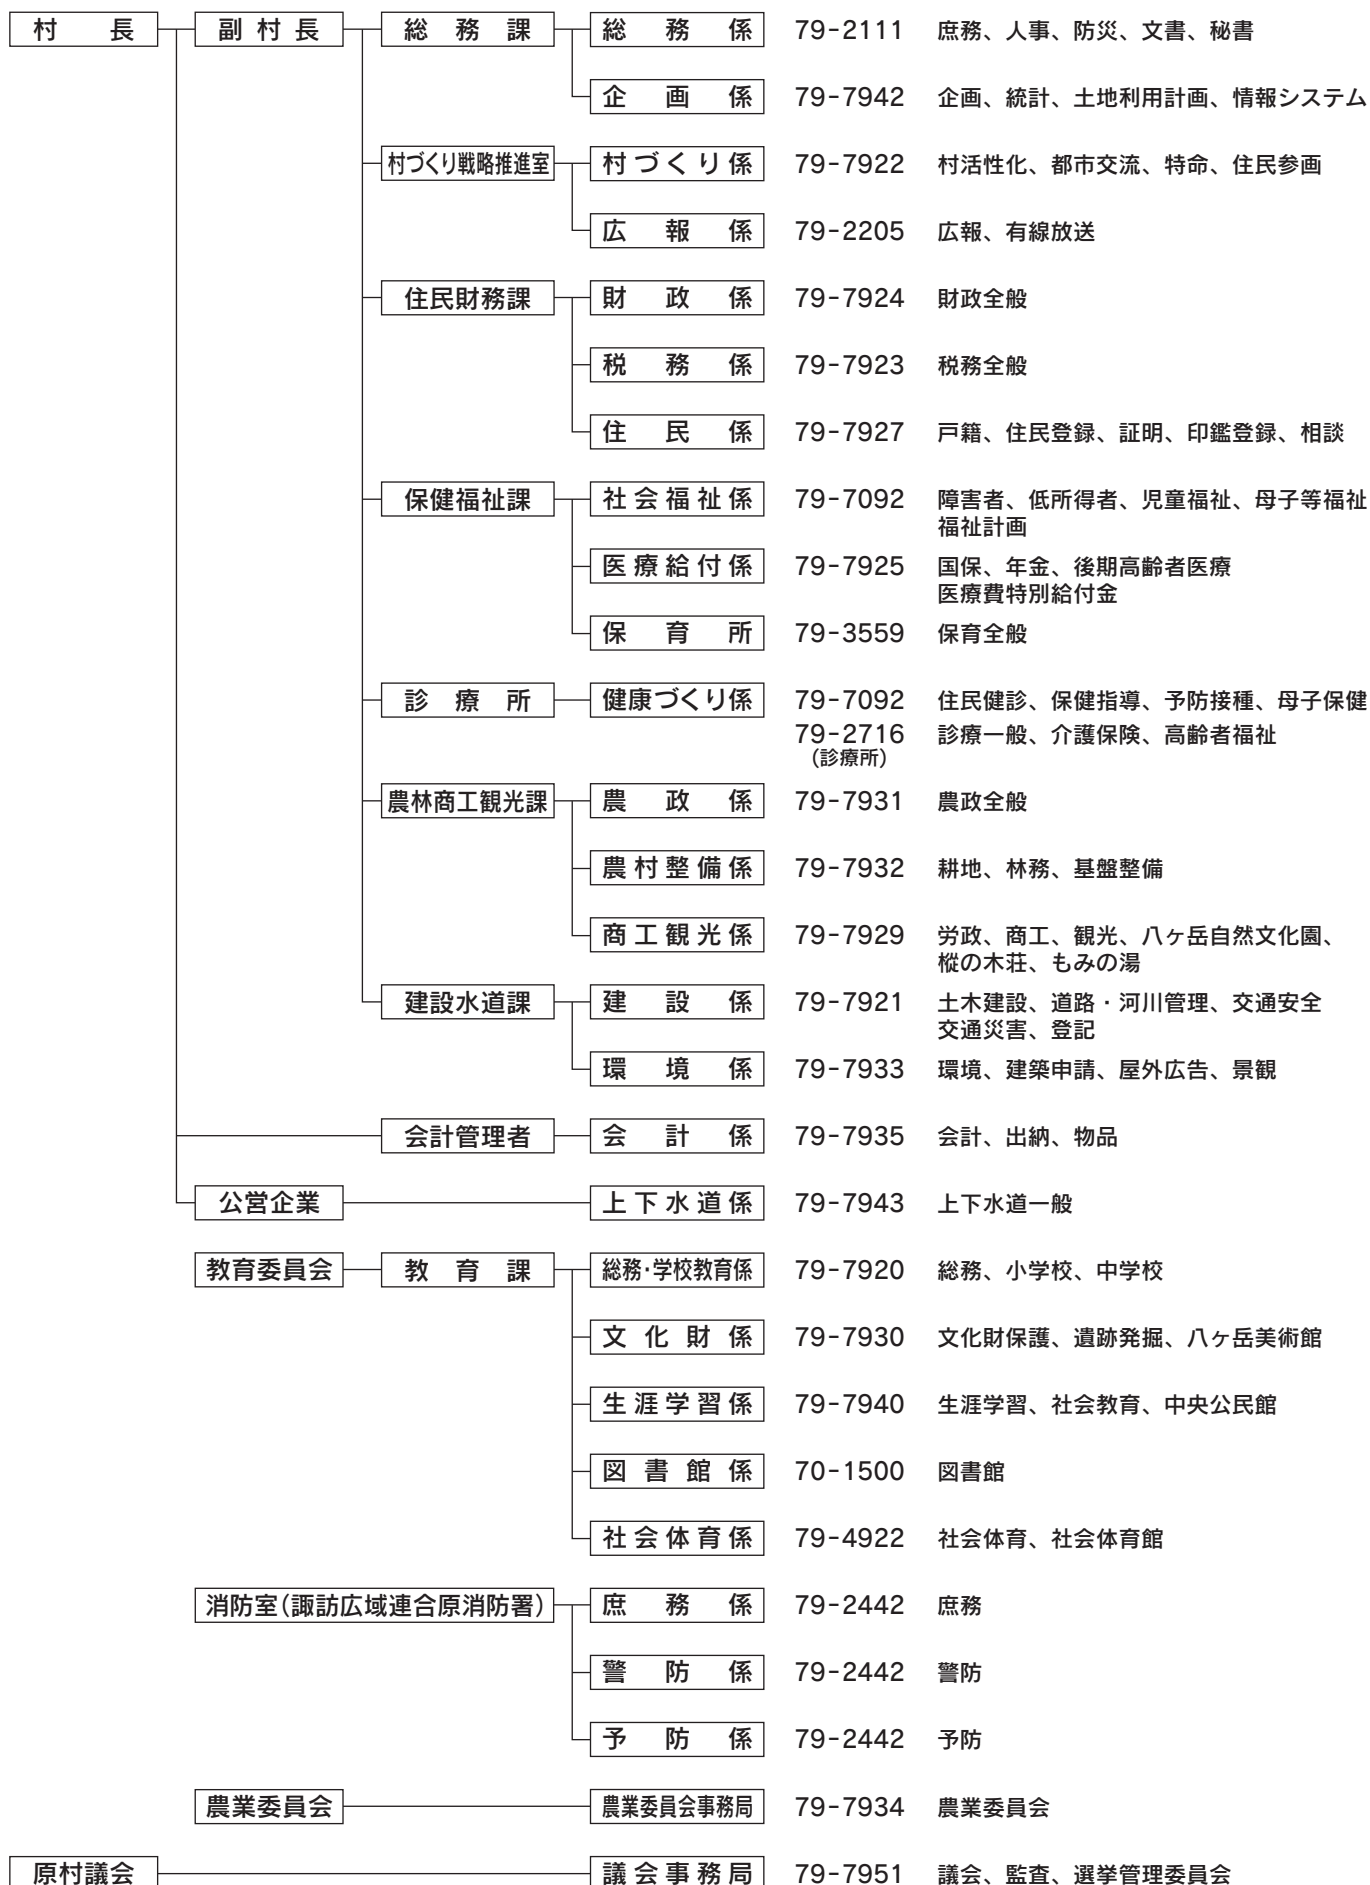 村長 副村長 総務課 総務係 79-2111 庶務、人事、防災、文書、秘書
企画係 79-7942 企画、統計、土地利用計画、情報システム
村づくり戦略推進室 村づくり係 79-7922 村活性化、都市交流、特命、住民参画
広報係 79-2205 広報、有線放送
住民財務課 財政係 79-7924 財政全般
税務係 79-7923 税務全般
住民係 79-7927 戸籍、住民登録、証明、印鑑登録、相談
保健福祉課 社会福祉係 79-7092 障害者、低所得者、児童福祉、母子等福祉
福祉計画
医療給付係 79-7925 国保、年金、後期高齢者医療
医療費特別給付金
保育所 79-3559 保育全般
診療所 健康づくり係 79-7092 住民健診、保健指導、予防接種、母子保健
79-2716 診療一般、介護保険、高齢者福祉
(診療所)
農林商工観光課 農政係 79-7931 農政全般
農村整備係 79-7932 耕地、林務、基盤整備
商工観光係 79-7929 労政、商工、観光、八ヶ岳自然文化園、
樅の木荘、もみの湯
建設水道課 建設係 79-7921 土木建設、道路・河川管理、交通安全
交通災害、登記
環境係 79-7933 環境、建築申請、屋外広告、景観
会計管理者 会計係 79-7935 会計、出納、物品
公営企業 上下水道係 79-7943 上下水道一般
教育委員会 教育課 総務・学校教育係 79-7920 総務、小学校、中学校
文化財係 79-7930 文化財保護、遺跡発掘、八ヶ岳美術館
生涯学習係 79-7940 生涯学習、社会教育、中央公民館
図書館係 70-1500 図書館
社会体育係 79-4922 社会体育、社会体育館
消防室(諏訪広域連合原消防署) 庶務係 79-2442 庶務
警防係 79-2442 警防
予防係 79-2442 予防
農業委員会 農業委員会事務局 79-7934 農業委員会
原村議会 議会事務局 79-7951 議会、監査、選挙管理委員会